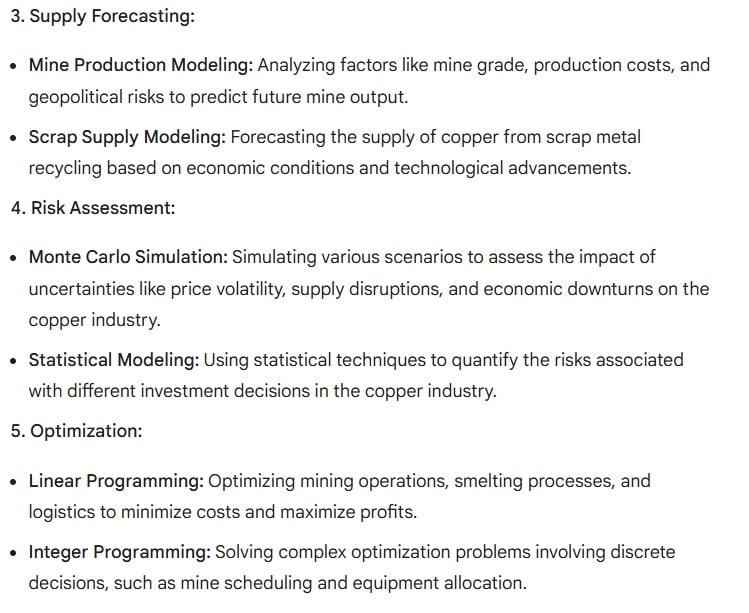 3. Supply Forecasting:
• Mine Production Modeling: Analyzing factors like mine grade, production costs, and
geopolitical risks to predict future mine output.
• Scrap Supply Modeling: Forecasting the supply of copper from scrap metal
recycling based on economic conditions and technological advancements.
4. Risk Assessment:
• Monte Carlo Simulation: Simulating various scenarios to assess the impact of
uncertainties like price volatility, supply disruptions, and economic downturns on the
copper industry.
• Statistical Modeling: Using statistical techniques to quantify the risks associated
with different investment decisions in the copper industry.
5. Optimization:
• Linear Programming: Optimizing mining operations, smelting processes, and
logistics to minimize costs and maximize profits.
• Integer Programming: Solving complex optimization problems involving discrete
decisions, such as mine scheduling and equipment allocation.